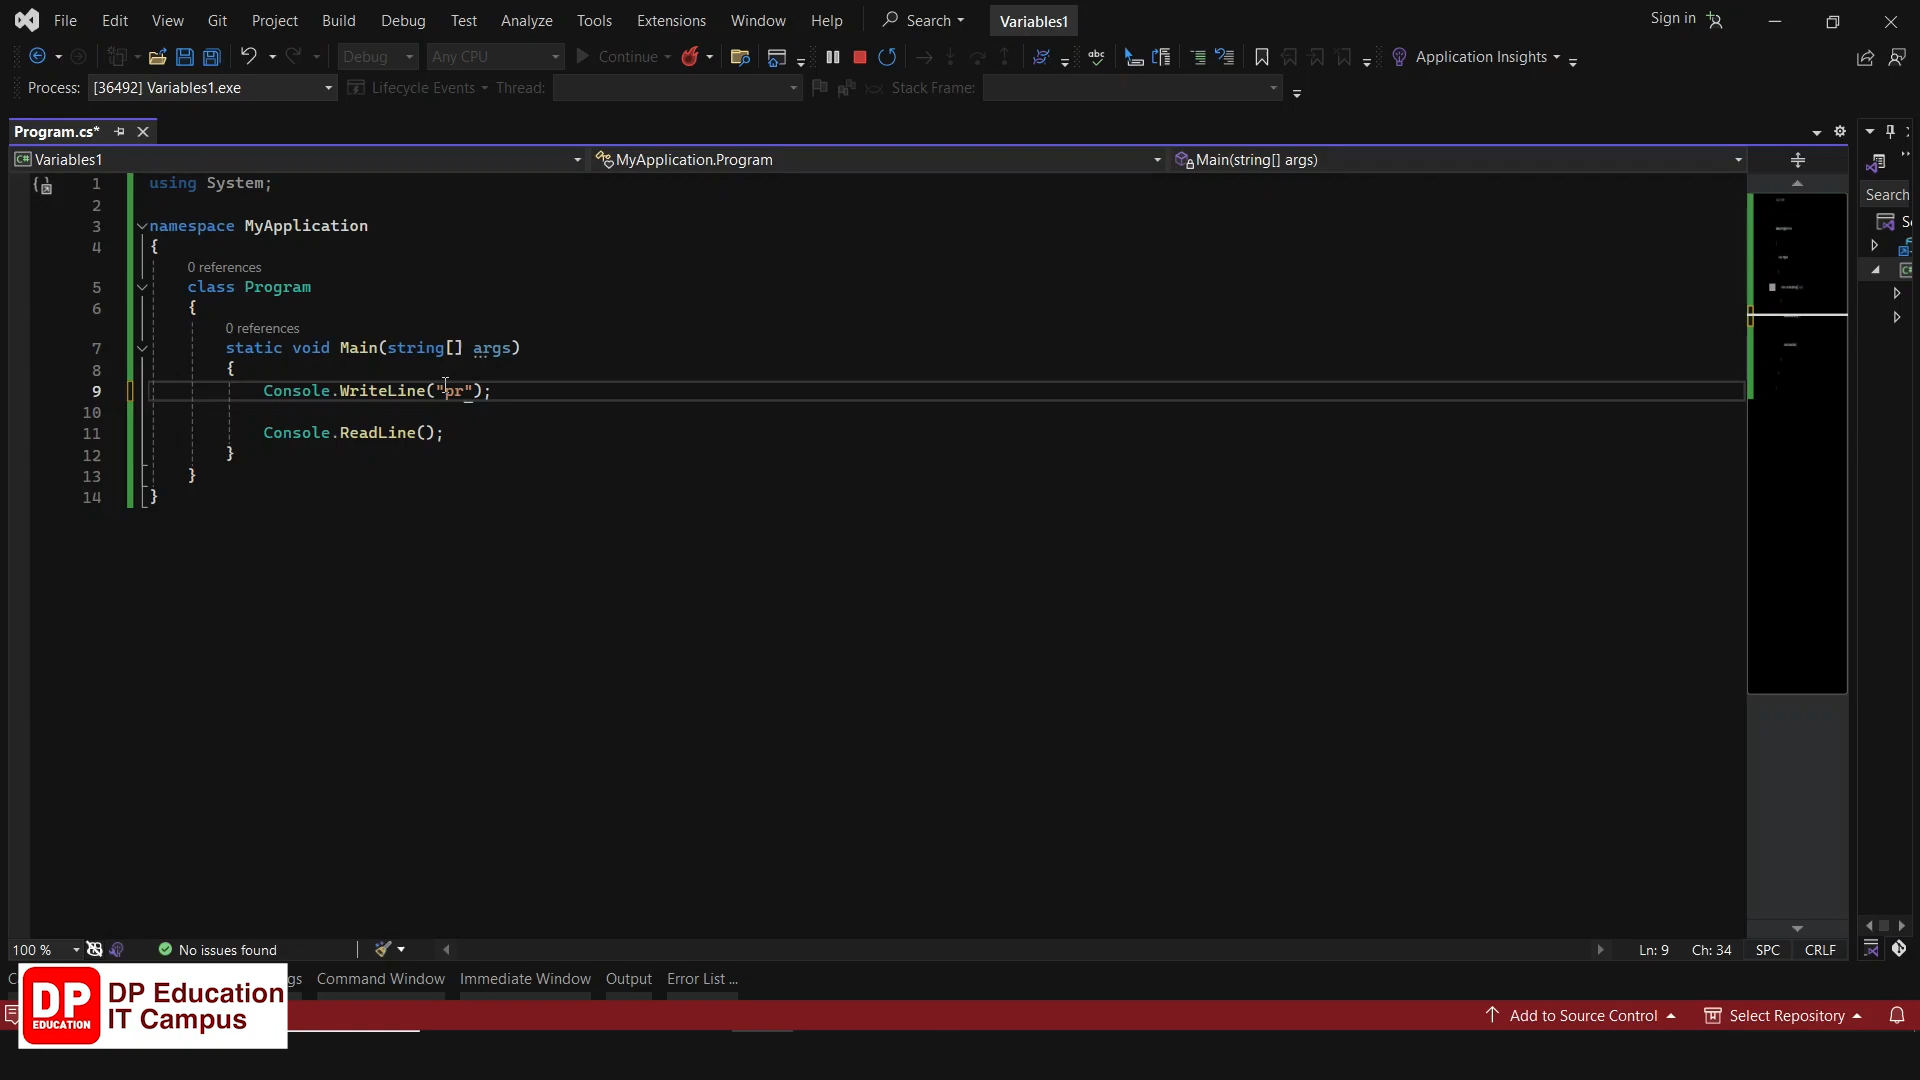 File Edit View Git Project Build Debug Test Analyze Tools Extensions Window Help Search Variables1 Sign in
Debug Any CPU Continue Application Insights
Process: [36492] Variables1.exe Lifecycle Events Thread: Stack Frame:
Program.cs*
C# Variables1 MyApplication.Program Main(string[] args)
1 using System;
2
3 namespace MyApplication
4 {
0 references
5 class Program
6 {
0 references
7 static void Main(string[] args)
8 {
9 Console.WriteLine("pr");
10
11 Console.ReadLine();
12 }
13 }
14 }
Search
100 % No issues found Ln: 9 Ch: 34 SPC CRLF
Command Window Immediate Window Output Error List ...
DP EDUCATION
DP Education
IT Campus
Add to Source Control Select Repository